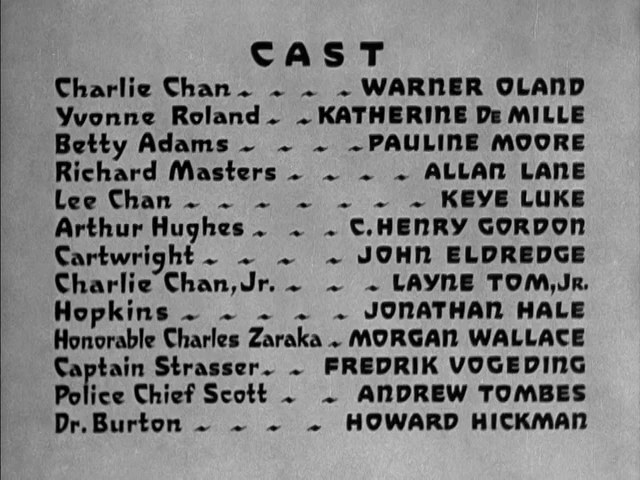 CAST
Charlie Chan ~ ~ ~ ~ WARNER OLAND
Yvonne Roland ~ ~ KATHERINE DE MILLE
Betty Adams ~ ~ ~ ~ PAULINE MOORE
Richard Masters ~ ~ ~ ~ ALLAN LANE
Lee Chan ~ ~ ~ ~ ~ ~ ~ KEYE LUKE
Arthur Hughes ~ ~ ~ C. HENRY GORDON
Cartwright ~ ~ ~ ~ JOHN ELDREDGE
Charlie Chan, Jr. ~ ~ ~ LAYNE TOM, JR.
Hopkins ~ ~ ~ ~ ~ JONATHAN HALE
Honorable Charles Zaraka ~ MORGAN WALLACE
Captain Strasser ~ ~ FREDRIK VOGEDING
Police Chief Scott ~ ~ ANDREW TOMBES
Dr. Burton ~ ~ ~ ~ HOWARD HICKMAN